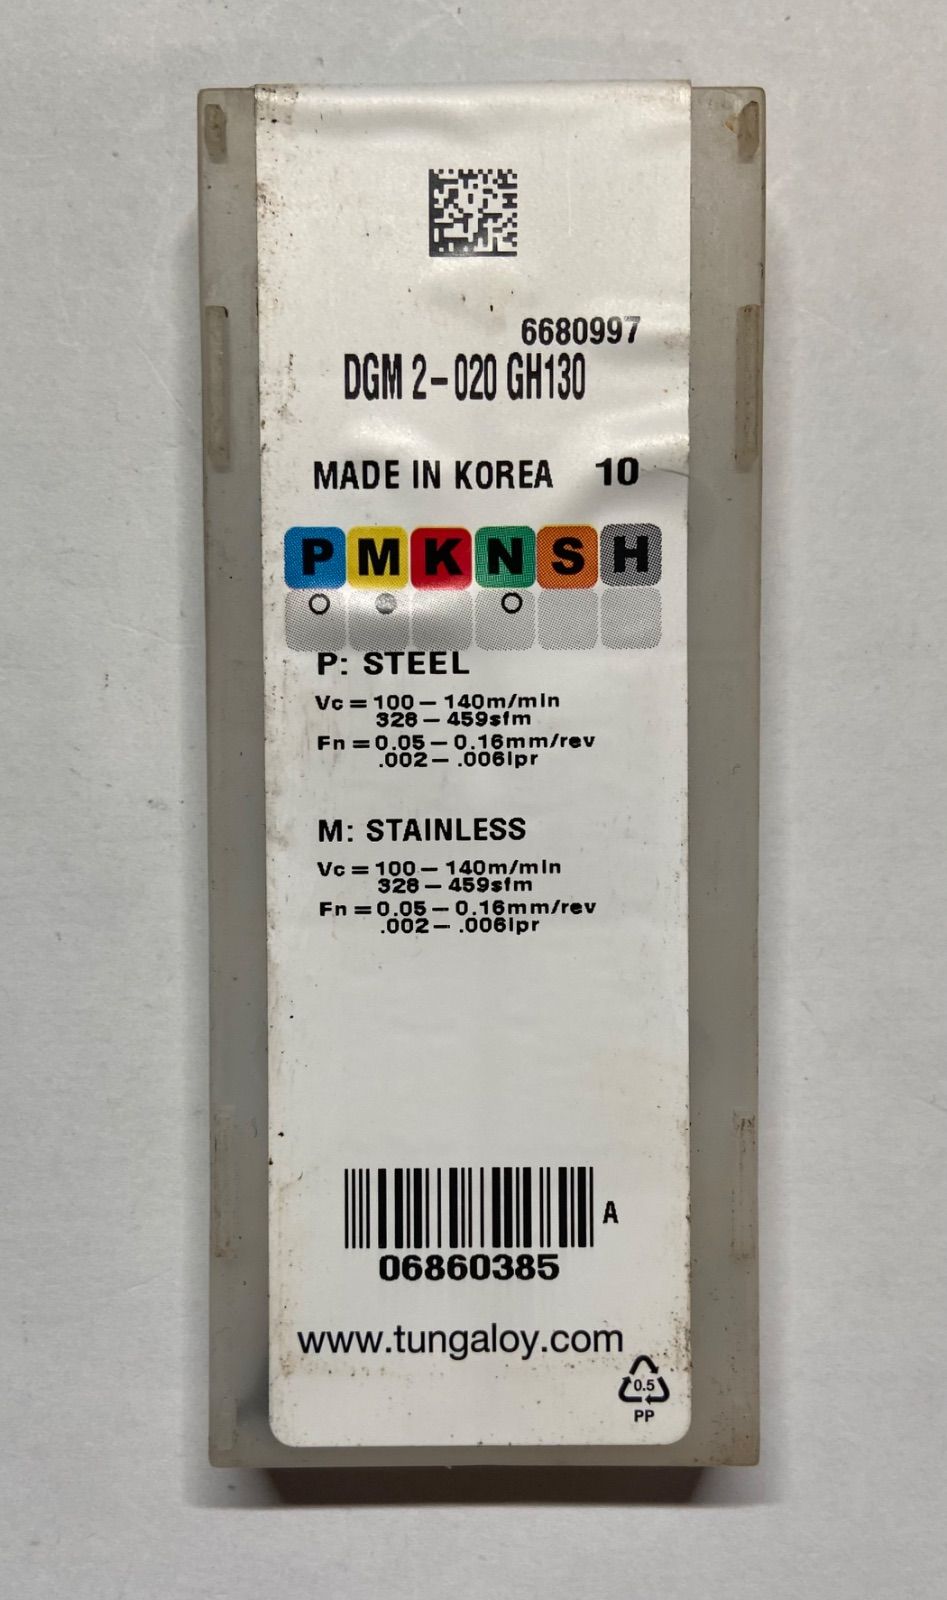 6680997
DGM 2-020 GH130
MADE IN KOREA 10
P M K N S H
P: STEEL
Vc = 100 – 140m/min
328 – 459sfm
Fn = 0.05 – 0.16mm/rev
.002 – .006ipr
M: STAINLESS
Vc = 100 – 140m/min
328 – 459sfm
Fn = 0.05 – 0.16mm/rev
.002 – .006ipr
A
06860385
www.tungaloy.com
0.5
PP